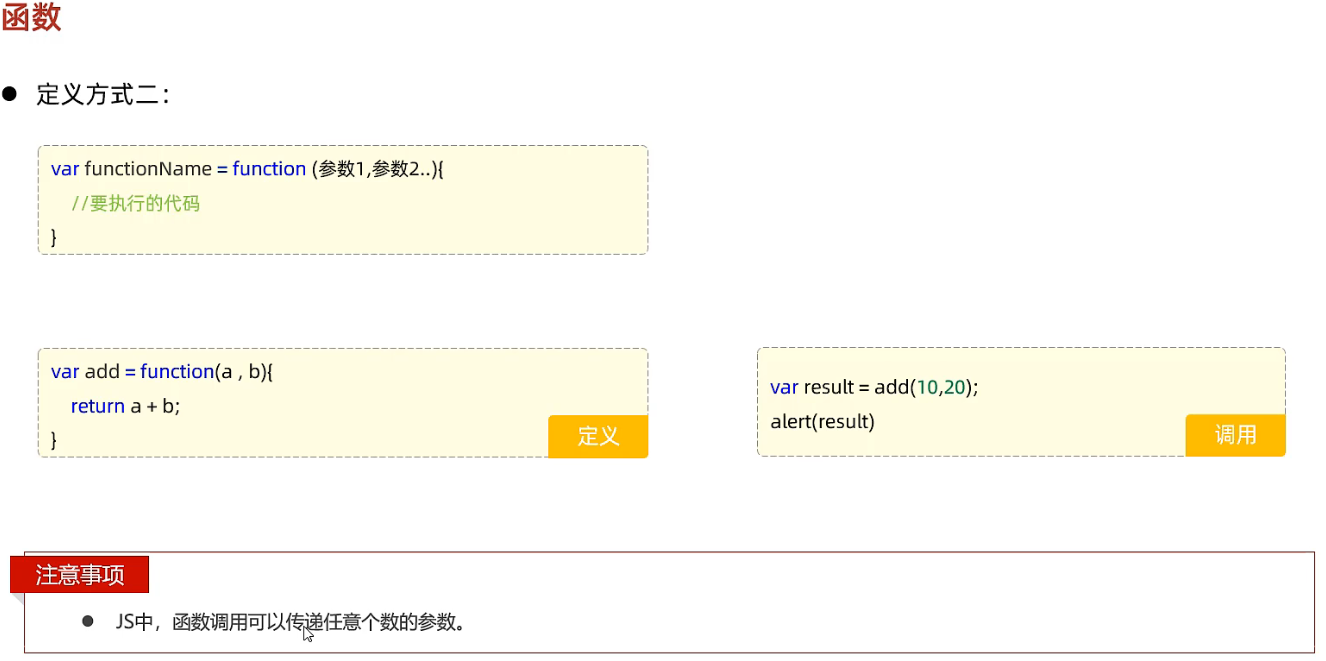 函数
● 定义方式二：
var functionName = function (参数1,参数2..){
//要执行的代码
}
var add = function(a , b){
return a + b;
}
定义
var result = add(10,20);
alert(result)
调用
注意事项
● JS中，函数调用可以传递任意个数的参数。